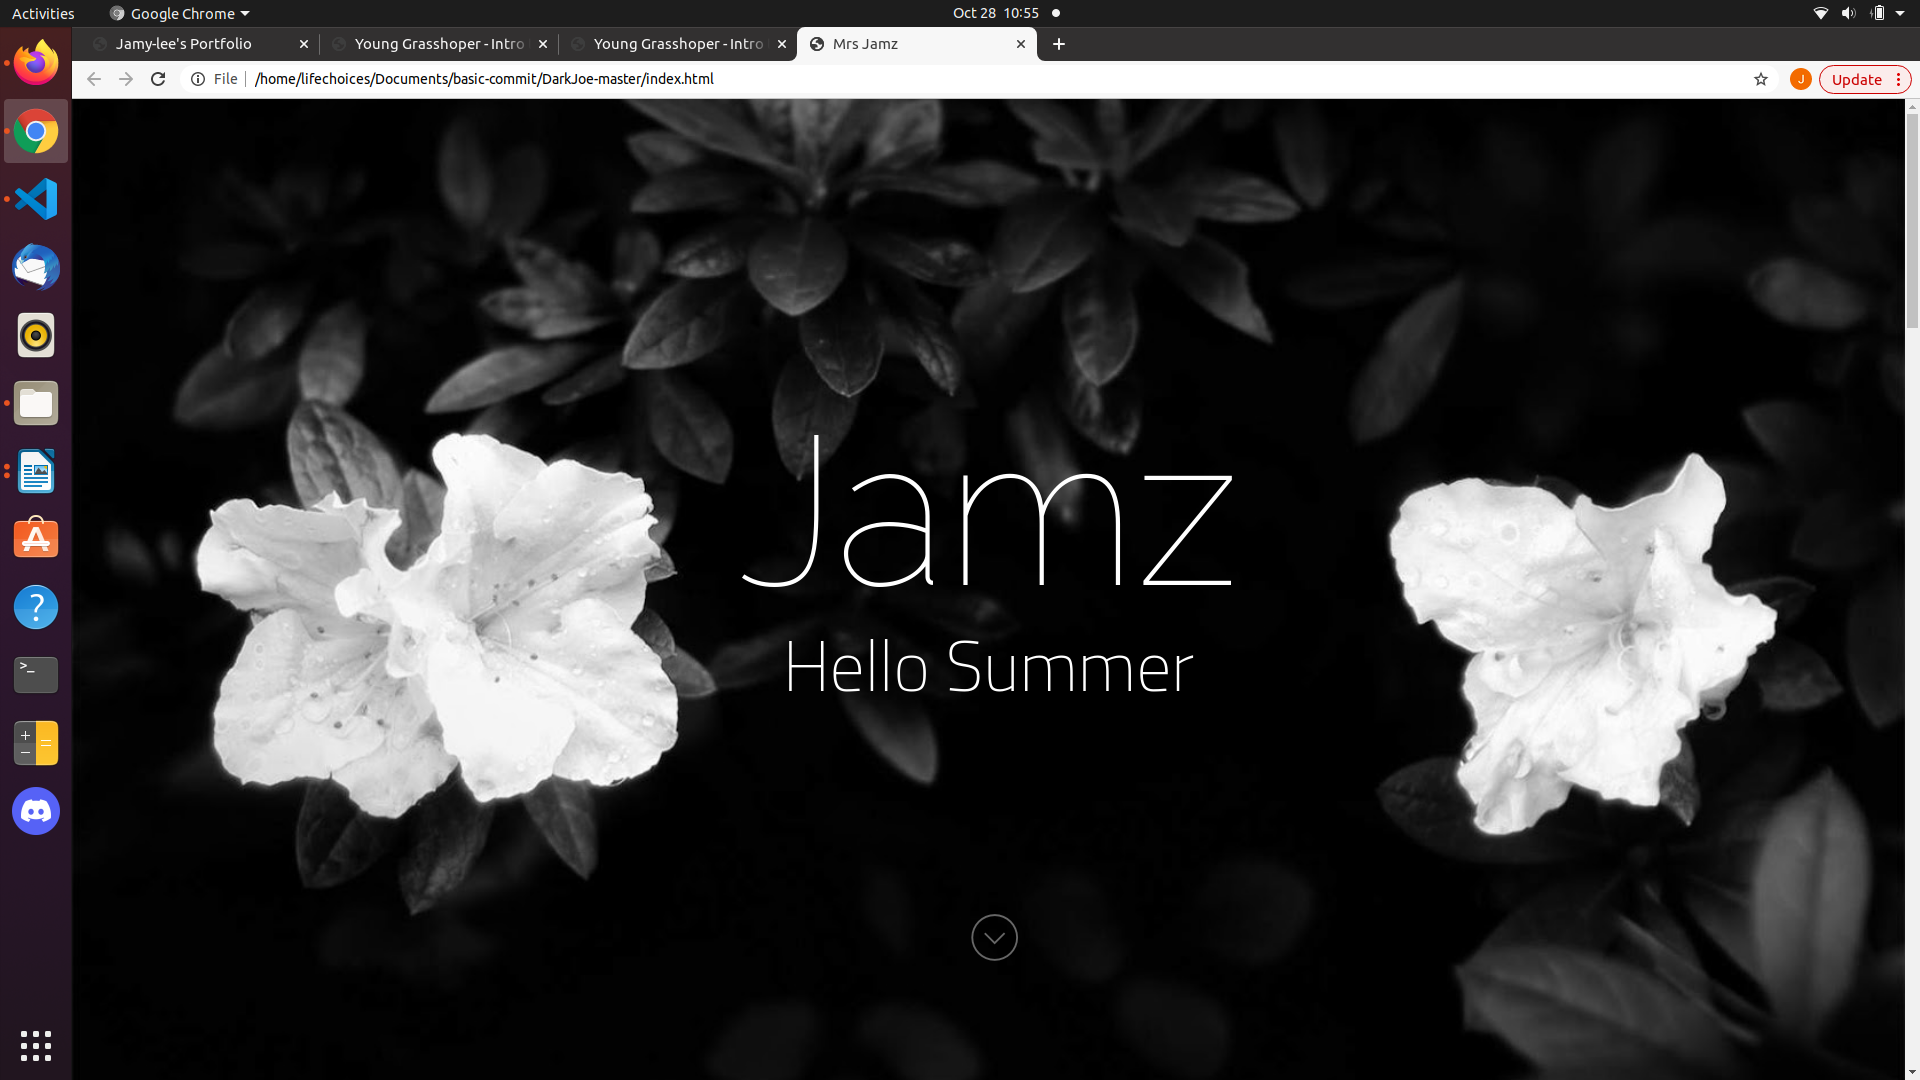 Activities
Google Chrome
Oct 28 10:55
Jamy-lee's Portfolio
Young Grasshoper - Intro
Young Grasshoper - Intro
Mrs Jamz
File
/home/lifechoices/Documents/basic-commit/DarkJoe-master/index.html
J
Update
Jamz
Hello Summer